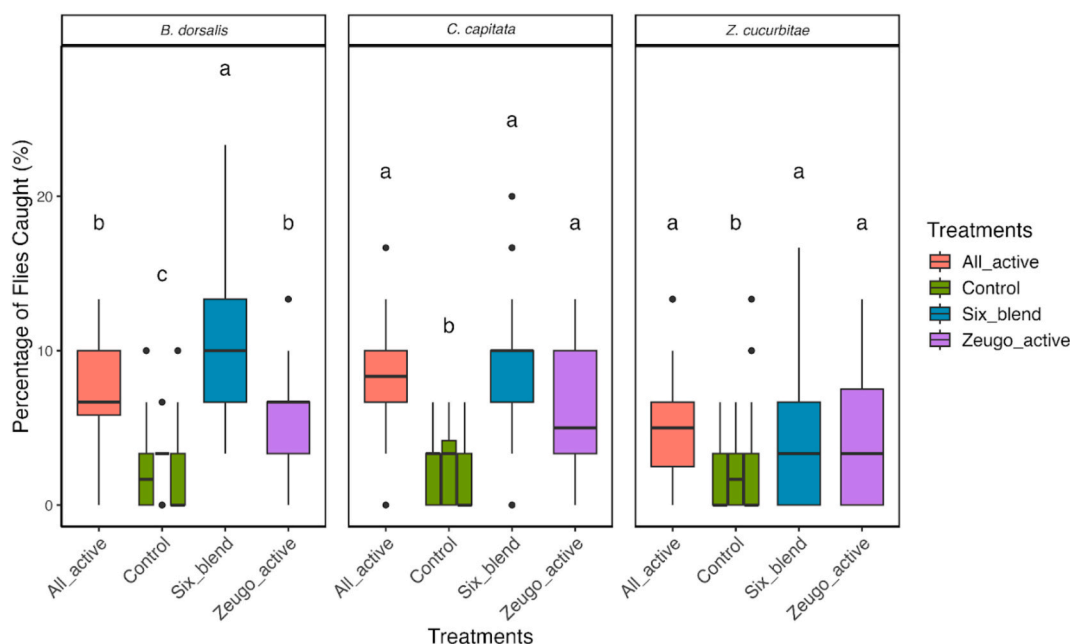 B. dorsalis
C. capitata
Z. cucurbitae
Percentage of Flies Caught (%)
20
10
0
b
c
a
b
a
b
a
a
a
b
a
a
All_active
Control
Six_blend
Zeugo_active
All_active
Control
Six_blend
Zeugo_active
All_active
Control
Six_blend
Zeugo_active
Treatments
Treatments
All_active
Control
Six_blend
Zeugo_active